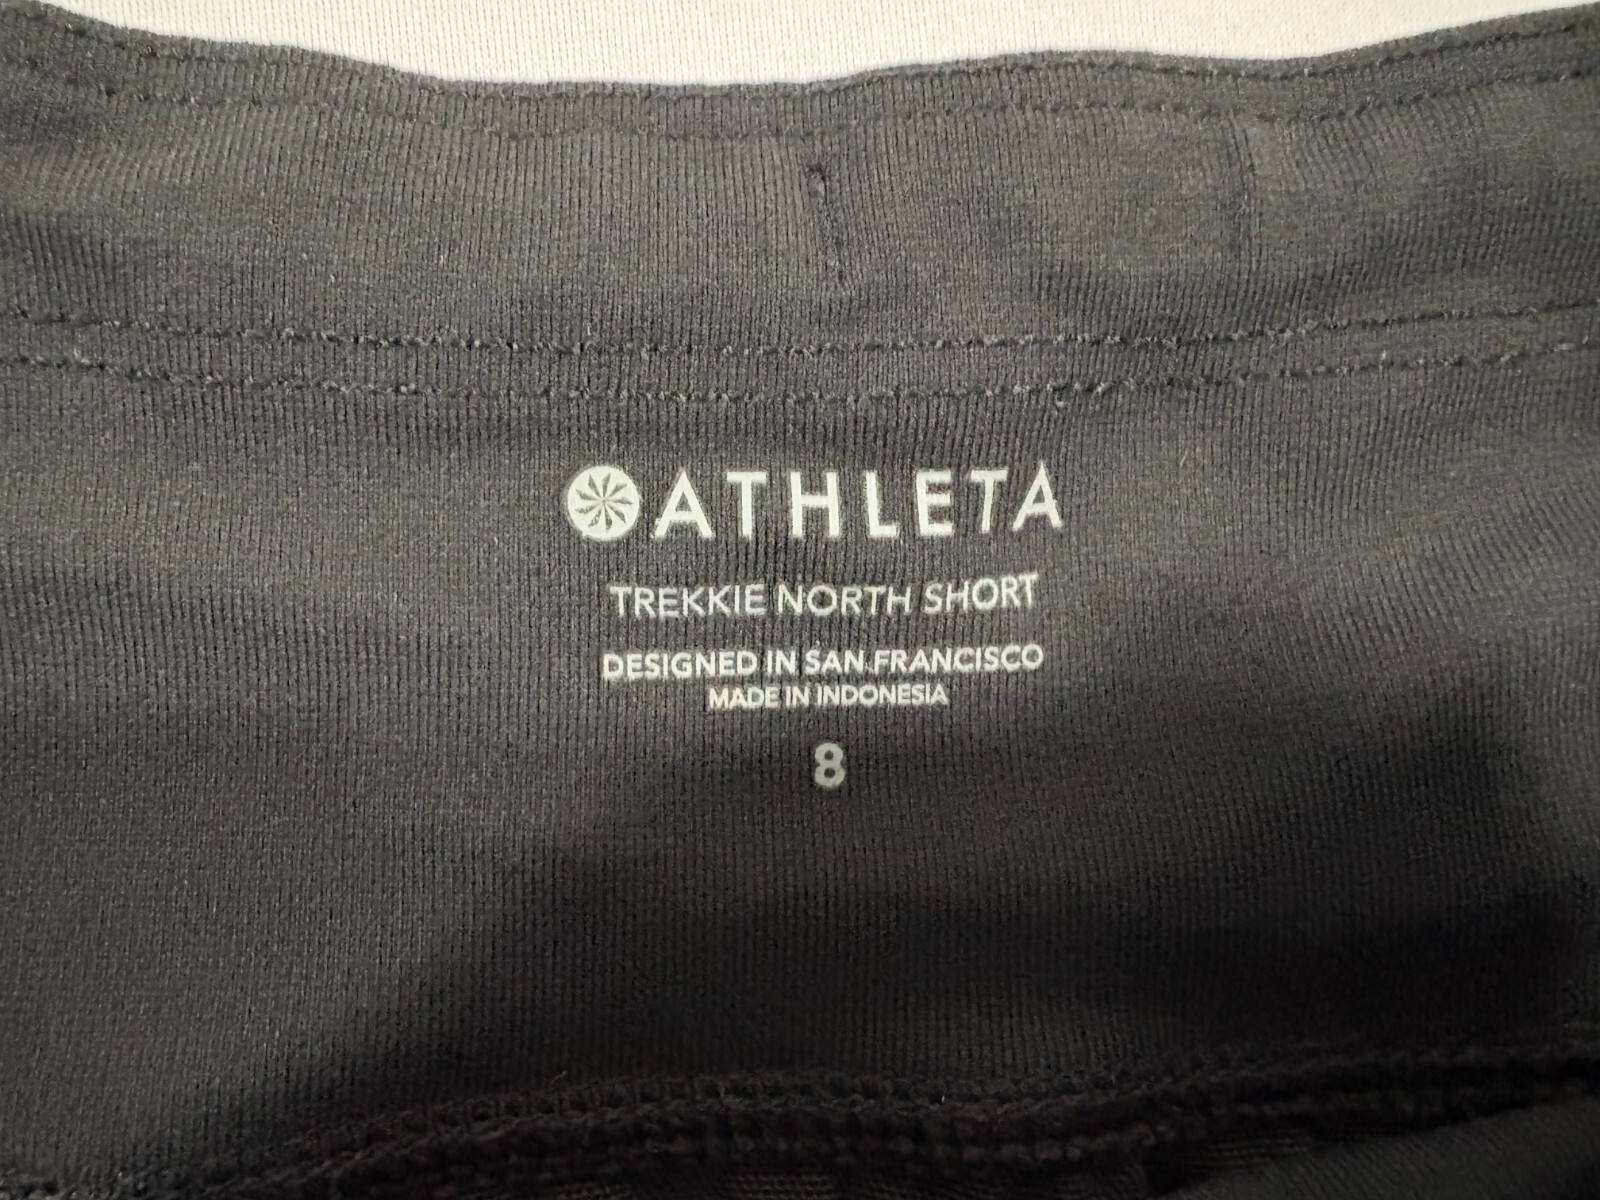 ATHLETA
TREKKIE NORTH SHORT
DESIGNED IN SAN FRANCISCO
MADE IN INDONESIA
8